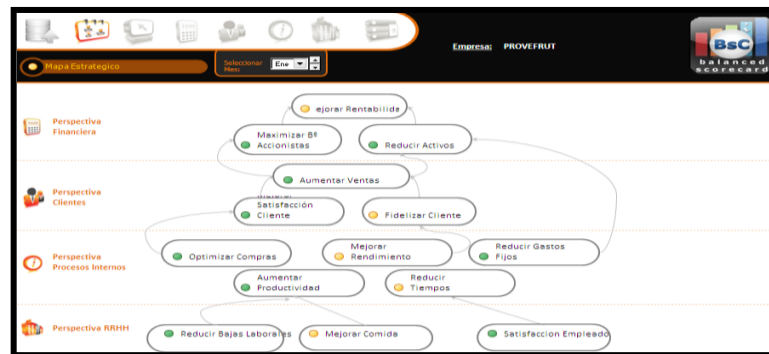 Empresa: PROVEFRUT
BSC
balanced
scorecard
Mapa Estrategico
Seleccionar
Mes:
Ene
Perspectiva
Financiera
ejorar Rentabilida
Maximizar Bº
Accionistas
Reducir Activos
Perspectiva
Clientes
Aumentar Ventas
Satisfacción
Cliente
Fidelizar Cliente
Perspectiva
Procesos Internos
Optimizar Compras
Mejorar
Rendimiento
Reducir Gastos
Fijos
Aumentar
Productividad
Reducir
Tiempos
Perspectiva RRHH
Reducir Bajas Laborales
Mejorar Comida
Satisfaccion Empleado